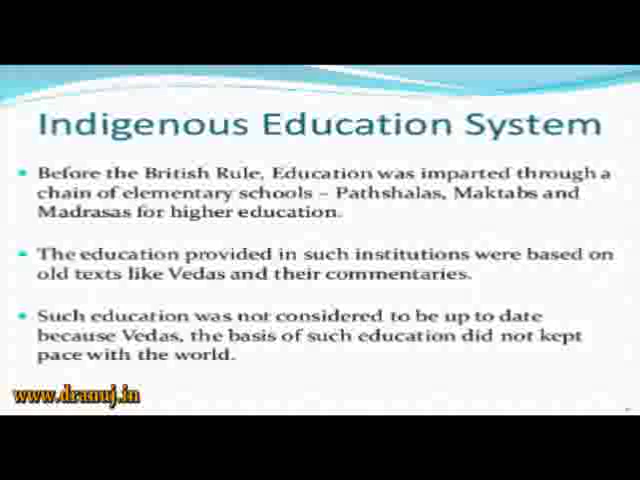 Indigenous Education System
Before the British Rule, Education was imparted through a
chain of elementary schools – Pathshalas, Maktabs and
Madrasas for higher education.
The education provided in such institutions were based on
old texts like Vedas and their commentaries.
Such education was not considered to be up to date
because Vedas, the basis of such education did not kept
pace with the world.
www.dranuj.in